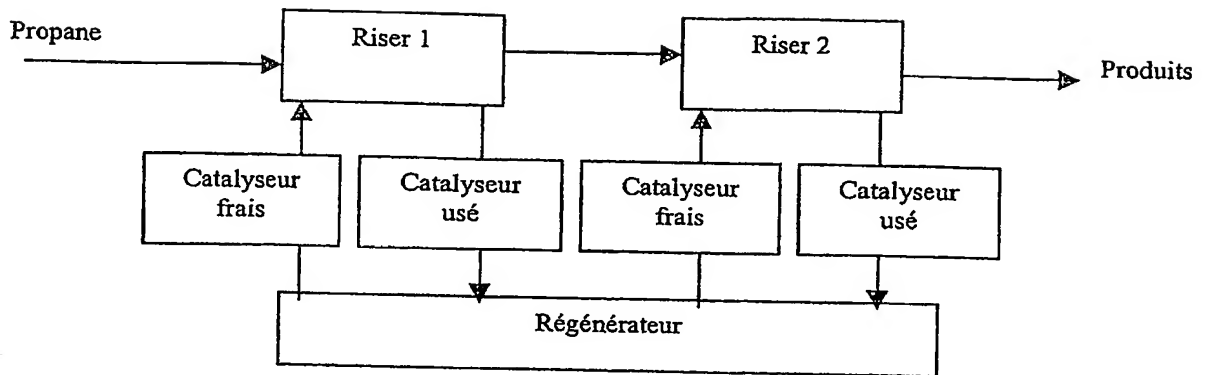 Propane
Riser 1
Riser 2
Produits
Catalyseur
frais
Catalyseur
usé
Catalyseur
frais
Catalyseur
usé
Régénérateur